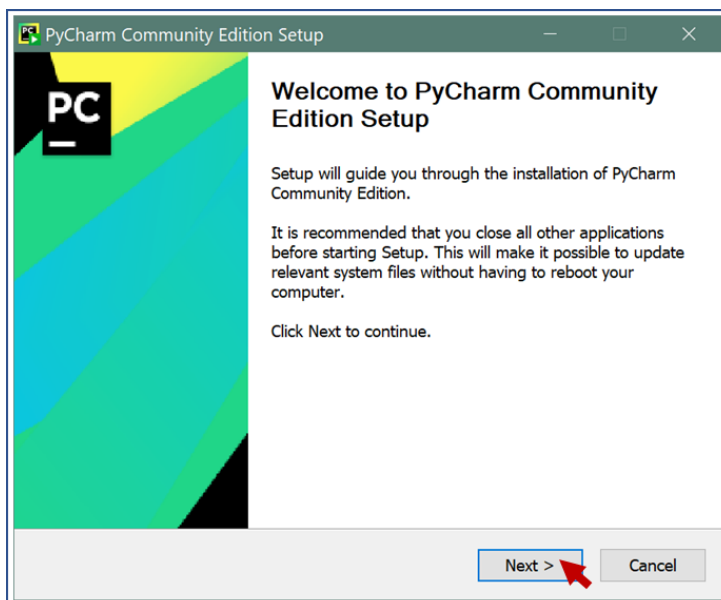 PyCharm Community Edition Setup
PC
Welcome to PyCharm Community
Edition Setup
Setup will guide you through the installation of PyCharm
Community Edition.
It is recommended that you close all other applications
before starting Setup. This will make it possible to update
relevant system files without having to reboot your
computer.
Click Next to continue.
Next >
Cancel